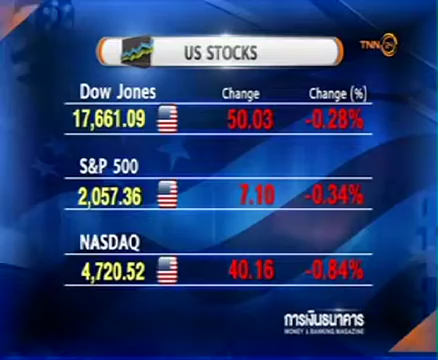 US STOCKS
TNN 24
Dow Jones Change Change (%)
17,661.09 50.03 -0.28%
S&P 500
2,057.36 7.10 -0.34%
NASDAQ
4,720.52 40.16 -0.84%
การเงินธนาคาร
MONEY & BANKING MAGAZINE